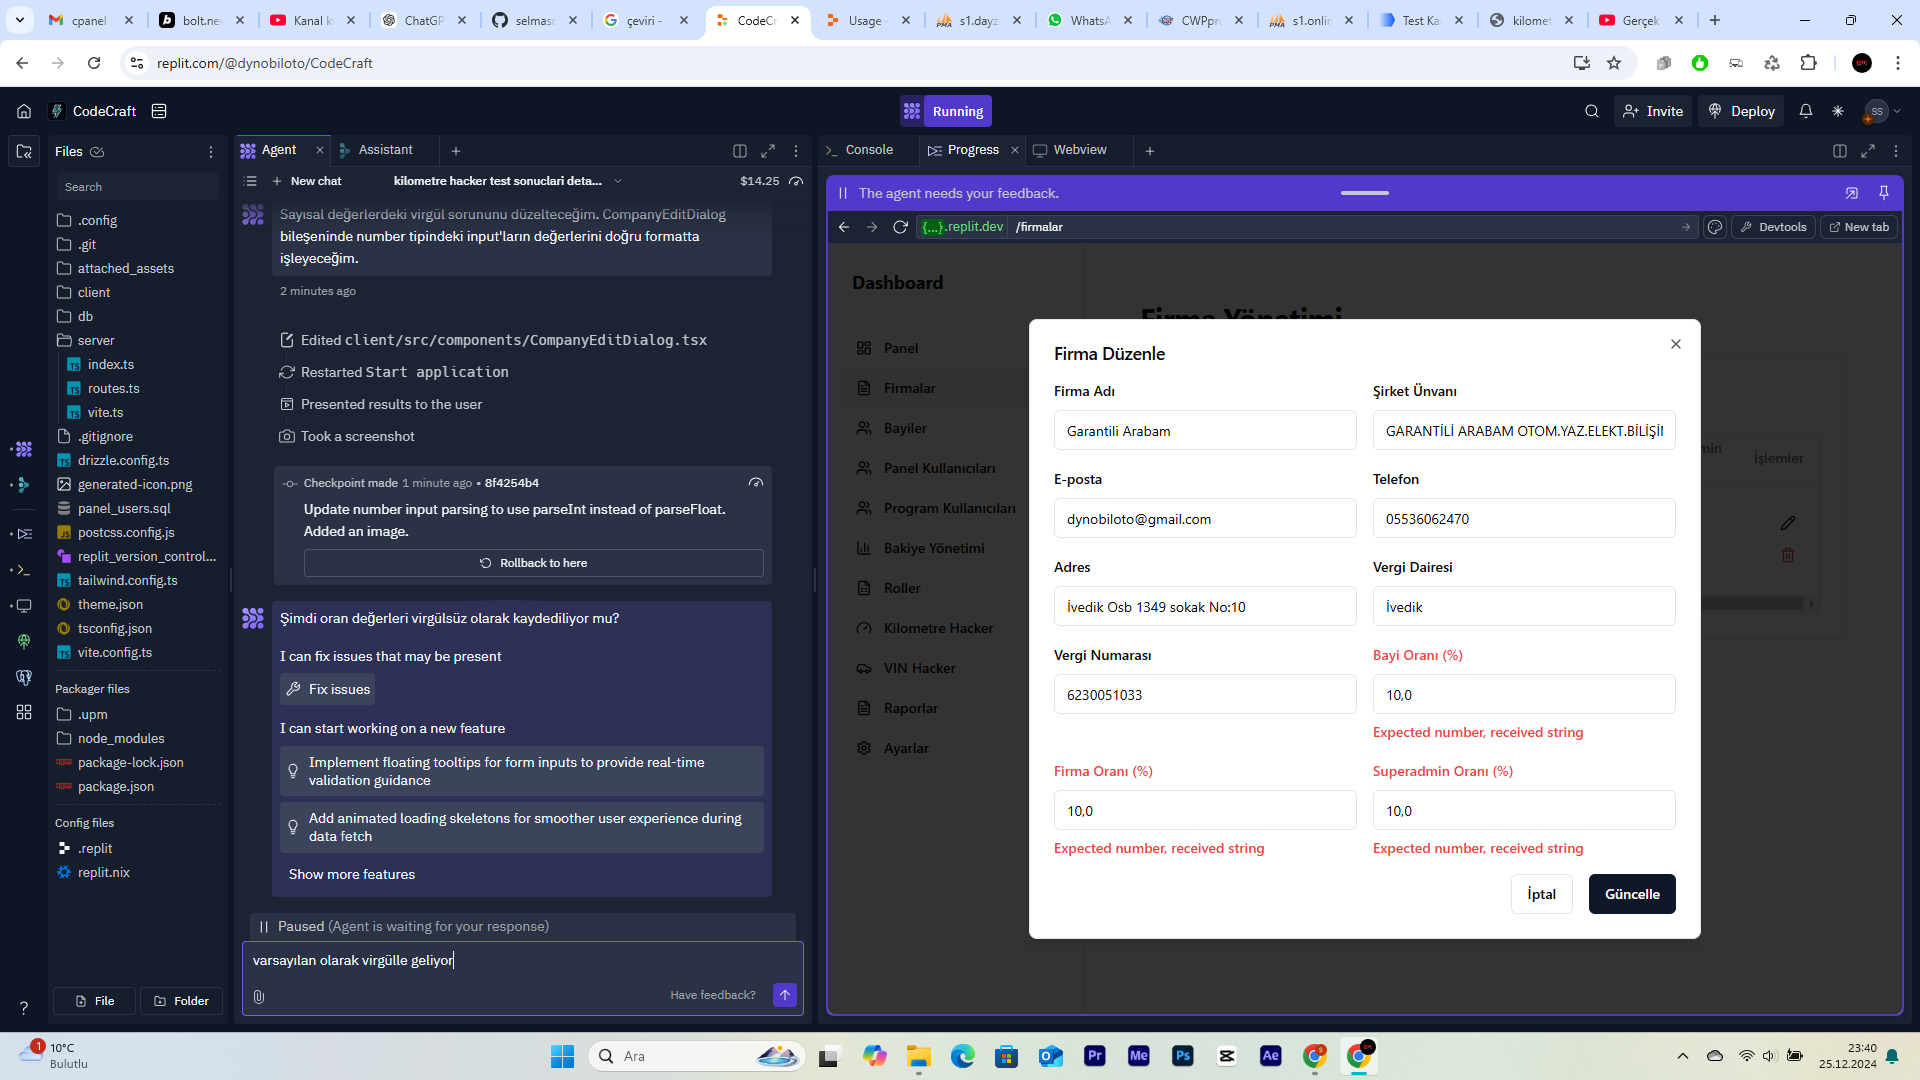 cpanel
bolt.ne
Kanal k
ChatGP
selmasc
çeviri -
CodeCr
Usage -
s1.dayz
WhatsA
CWPpr
s1.onlin
Test Ka
kilomet
Gerçek
replit.com/@dynobiloto/CodeCraft
CodeCraft
Running
Invite
Deploy
SS
Files
Search
.config
.git
attached_assets
client
db
server
index.ts
routes.ts
vite.ts
.gitignore
drizzle.config.ts
generated-icon.png
panel_users.sql
postcss.config.js
replit_version_control...
tailwind.config.ts
theme.json
tsconfig.json
vite.config.ts
Packager files
.upm
node_modules
package-lock.json
package.json
Config files
.replit
replit.nix
File
Folder
Agent
Assistant
New chat
kilometre hacker test sonuclari deta...
$14.25
Sayısal değerlerdeki virgül sorununu düzelteceğim. CompanyEditDialog
bileşeninde number tipindeki input'ların değerlerini doğru formatta
işleyeceğim.
2 minutes ago
Edited client/src/components/CompanyEditDialog.tsx
Restarted Start application
Presented results to the user
Took a screenshot
Checkpoint made 1 minute ago • 8f4254b4
Update number input parsing to use parseInt instead of parseFloat.
Added an image.
Rollback to here
Şimdi oran değerleri virgülsüz olarak kaydediliyor mu?
I can fix issues that may be present
Fix issues
I can start working on a new feature
Implement floating tooltips for form inputs to provide real-time
validation guidance
Add animated loading skeletons for smoother user experience during
data fetch
Show more features
Paused (Agent is waiting for your response)
varsayılan olarak virgülle geliyor
Have feedback?
Console
Progress
Webview
The agent needs your feedback.
{...}.replit.dev
/firmalar
Devtools
New tab
Dashboard
Panel
Firmalar
Bayiler
Panel Kullanıcıları
Program Kullanıcıları
Bakiye Yönetimi
Roller
Kilometre Hacker
VIN Hacker
Raporlar
Ayarlar
Firma Yönetimi
min
İşlemler
Firma Düzenle
Firma Adı
Şirket Ünvanı
Garantili Arabam
GARANTİLİ ARABAM OTOM.YAZ.ELEKT.BİLİŞİ
E-posta
Telefon
dynobiloto@gmail.com
05536062470
Adres
Vergi Dairesi
İvedik Osb 1349 sokak No:10
İvedik
Vergi Numarası
Bayi Oranı (%)
6230051033
10,0
Expected number, received string
Firma Oranı (%)
Superadmin Oranı (%)
10,0
10,0
Expected number, received string
Expected number, received string
İptal
Güncelle
1
10°C
Bulutlu
Ara
Pr
Me
Ps
Ae
23:40
25.12.2024